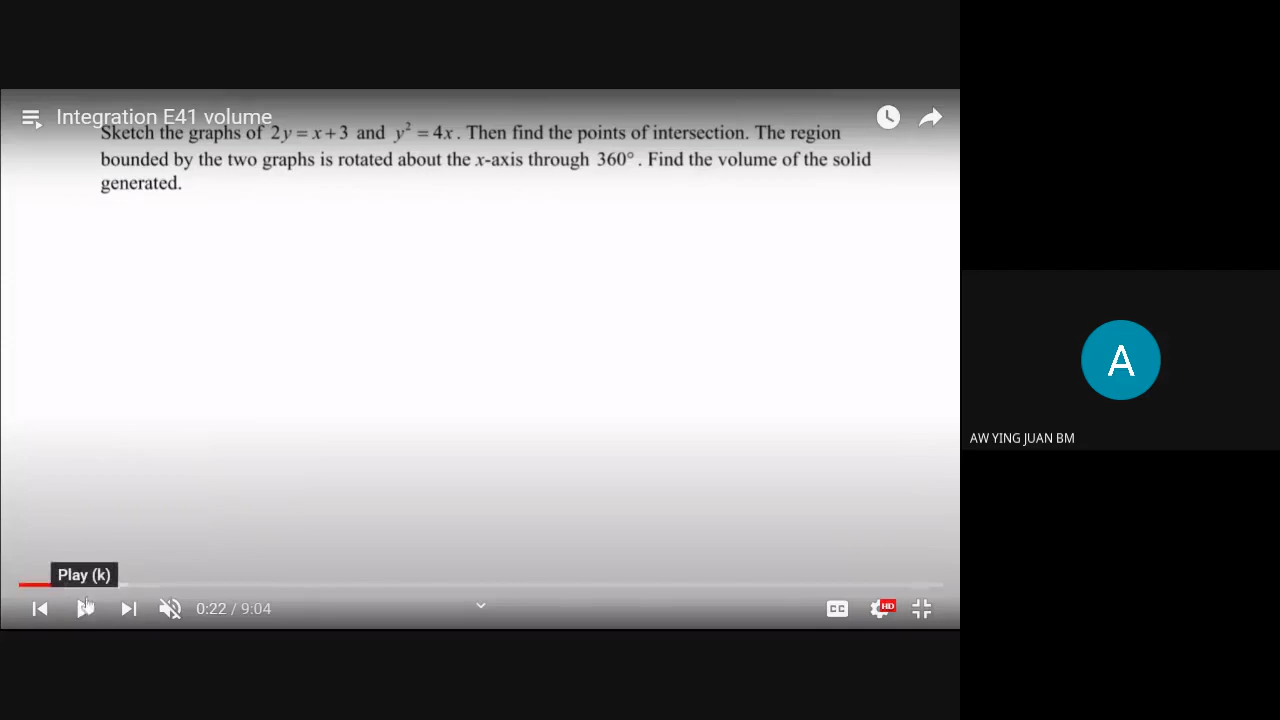 Integration E41 volume
Sketch the graphs of 2y = x+3 and y² = 4x. Then find the points of intersection. The region
bounded by the two graphs is rotated about the x-axis through 360°. Find the volume of the solid
generated.
A
AW YING JUAN BM
Play (k)
0:22 / 9:04
CC
HD